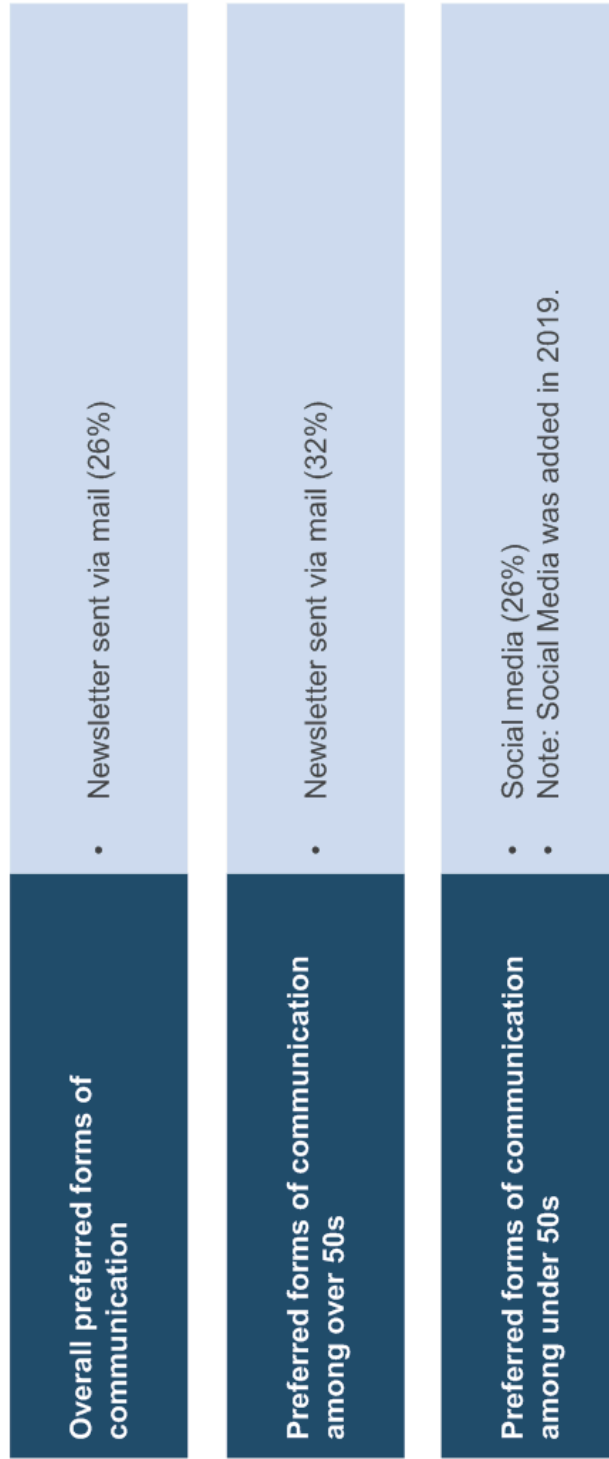 Overall preferred forms of
communication
• Newsletter sent via mail (26%)
Preferred forms of communication
among over 50s
• Newsletter sent via mail (32%)
Preferred forms of communication
among under 50s
• Social media (26%)
• Note: Social Media was added in 2019.